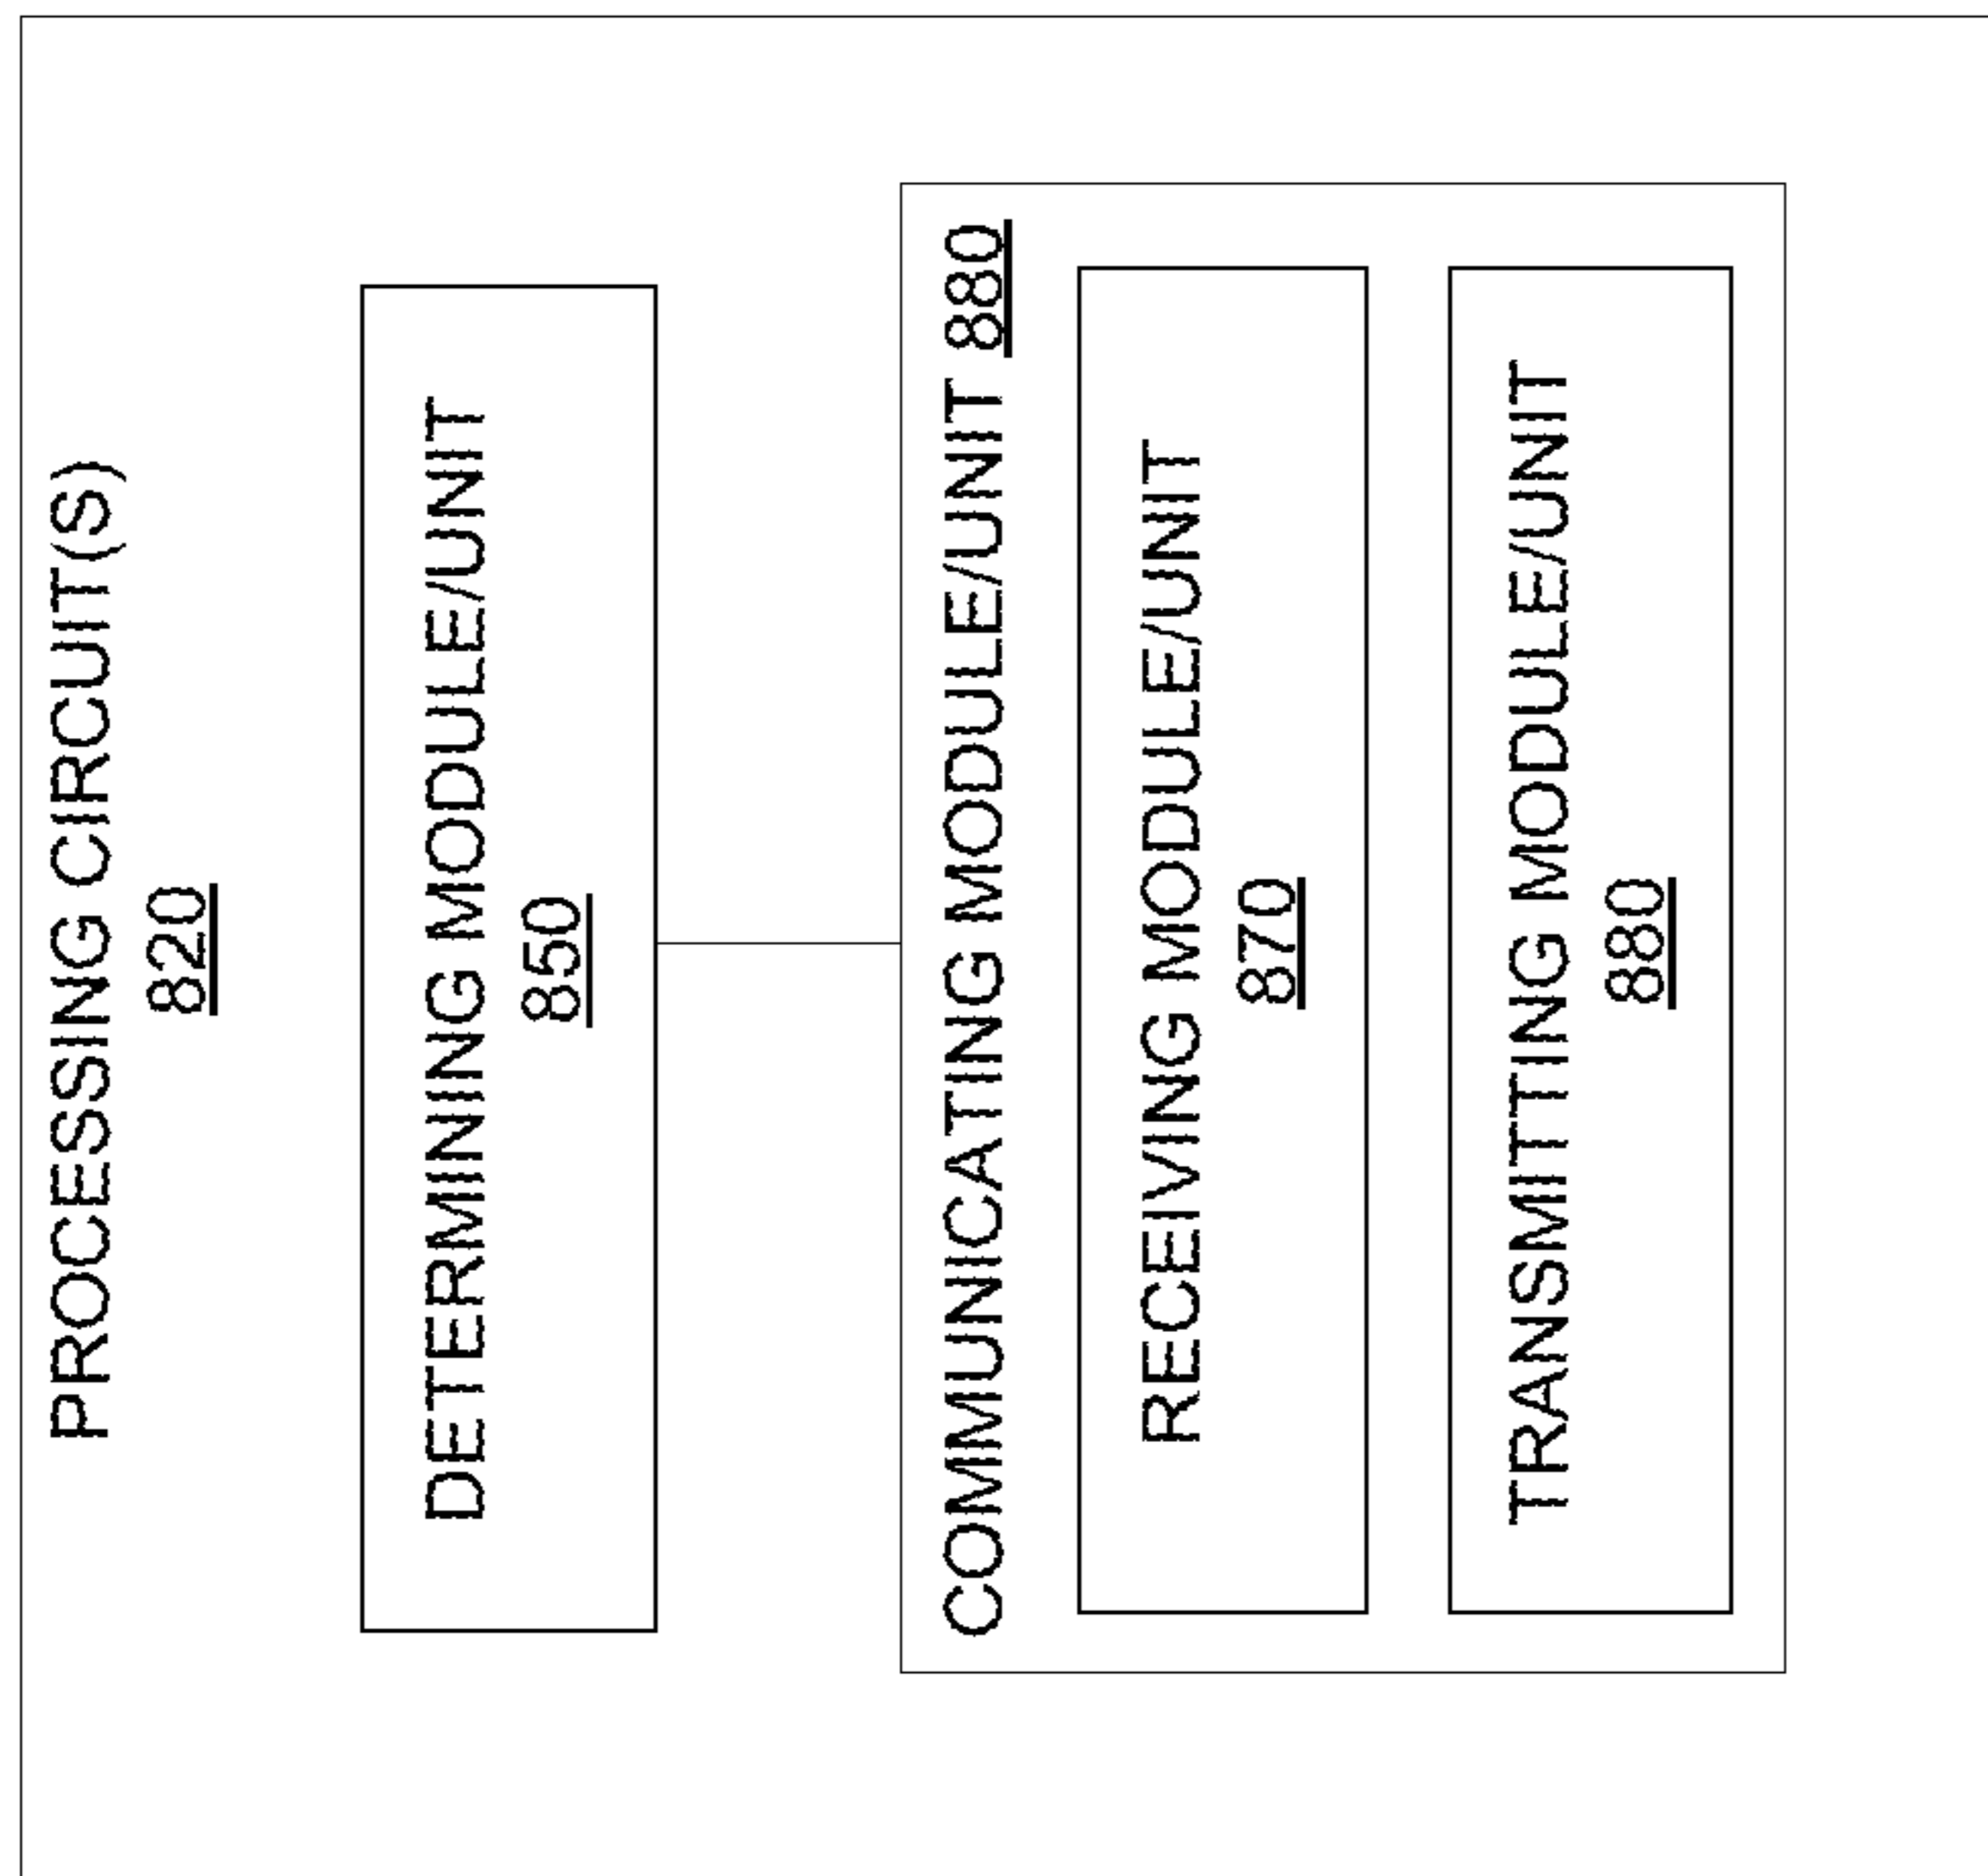 PROCESSING CIRCUIT(S)
820
DETERMINING MODULE/UNIT
850
COMMUNICATING MODULE/UNIT 880
RECEIVING MODULE/UNIT
870
TRANSMITTING MODULE/UNIT
880